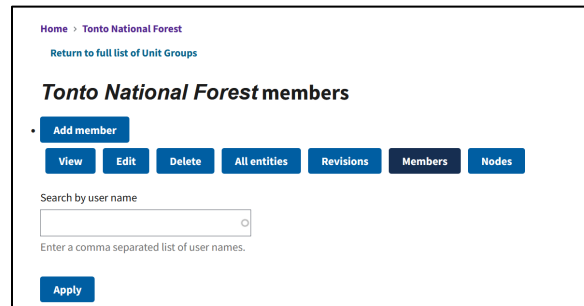 Home > Tonto National Forest
Return to full list of Unit Groups
Tonto National Forest members
Add member
View Edit Delete All entities Revisions Members Nodes
Search by user name
Enter a comma separated list of user names.
Apply